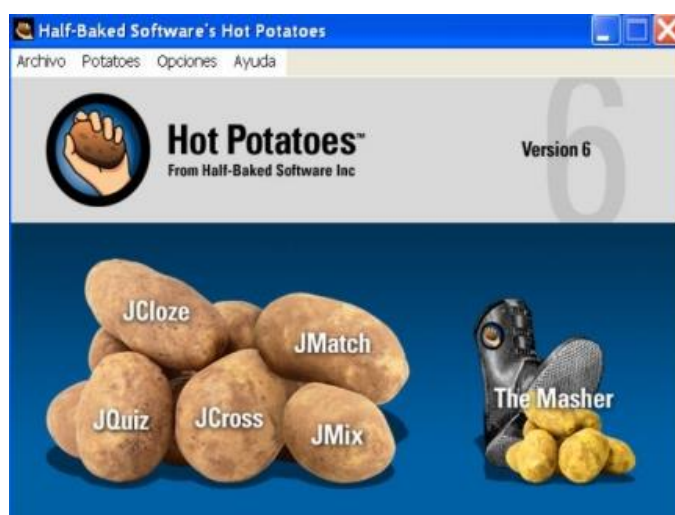 Half-Baked Software's Hot Potatoes
Archivo Potatoes Opciones Ayuda
Hot Potatoes™
From Half-Baked Software Inc
Version 6
6
JCloze
JMatch
JQuiz
JCross
JMix
The Masher